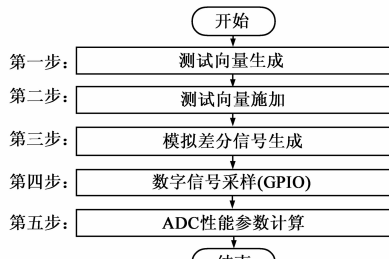 开始
第一步: 测试向量生成
第二步: 测试向量施加
第三步: 模拟差分信号生成
第四步: 数字信号采样(GPIO)
第五步: ADC性能参数计算